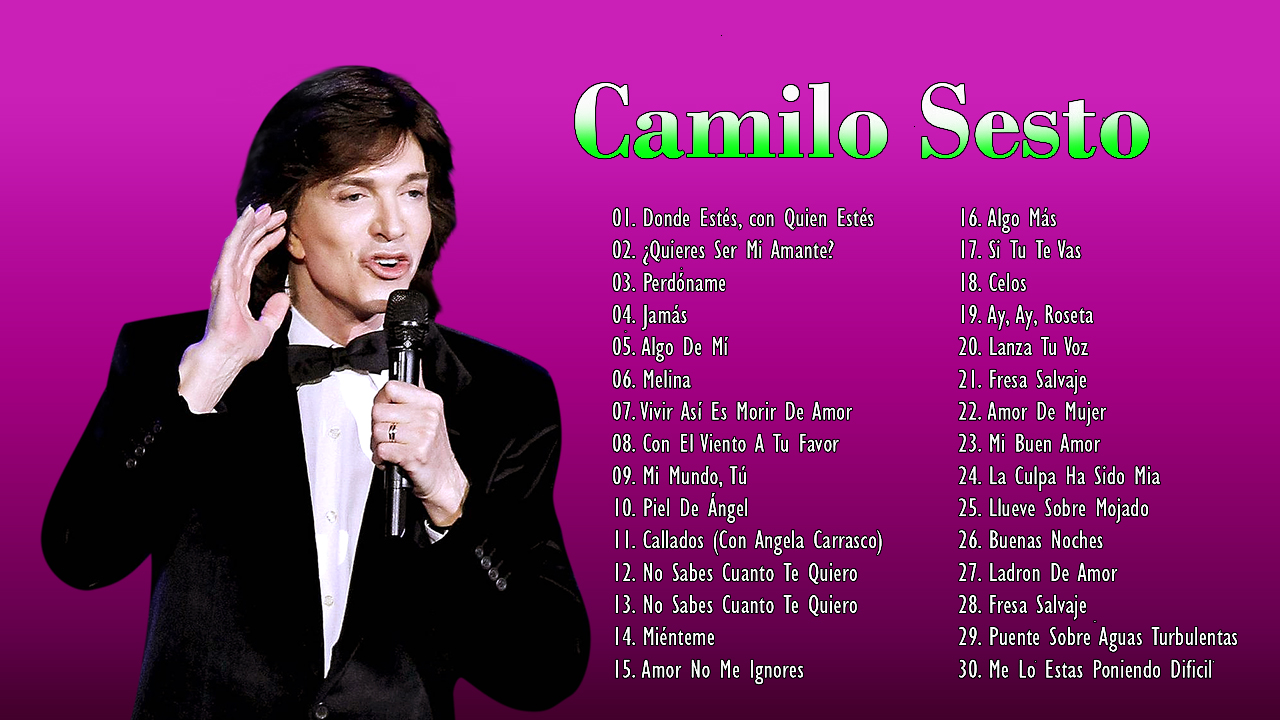 Camilo Sesto
01. Donde Estés, con Quien Estés
02. ¿Quieres Ser Mi Amante?
03. Perdóname
04. Jamás
05. Algo De Mí
06. Melina
07. Vivir Así Es Morir De Amor
08. Con El Viento A Tu Favor
09. Mi Mundo, Tú
10. Piel De Ángel
11. Callados (Con Angela Carrasco)
12. No Sabes Cuanto Te Quiero
13. No Sabes Cuanto Te Quiero
14. Miénteme
15. Amor No Me Ignores
16. Algo Más
17. Si Tu Te Vas
18. Celos
19. Ay, Ay, Roseta
20. Lanza Tu Voz
21. Fresa Salvaje
22. Amor De Mujer
23. Mi Buen Amor
24. La Culpa Ha Sido Mia
25. Llueve Sobre Mojado
26. Buenas Noches
27. Ladron De Amor
28. Fresa Salvaje
29. Puente Sobre Aguas Turbulentas
30. Me Lo Estas Poniendo Dificil